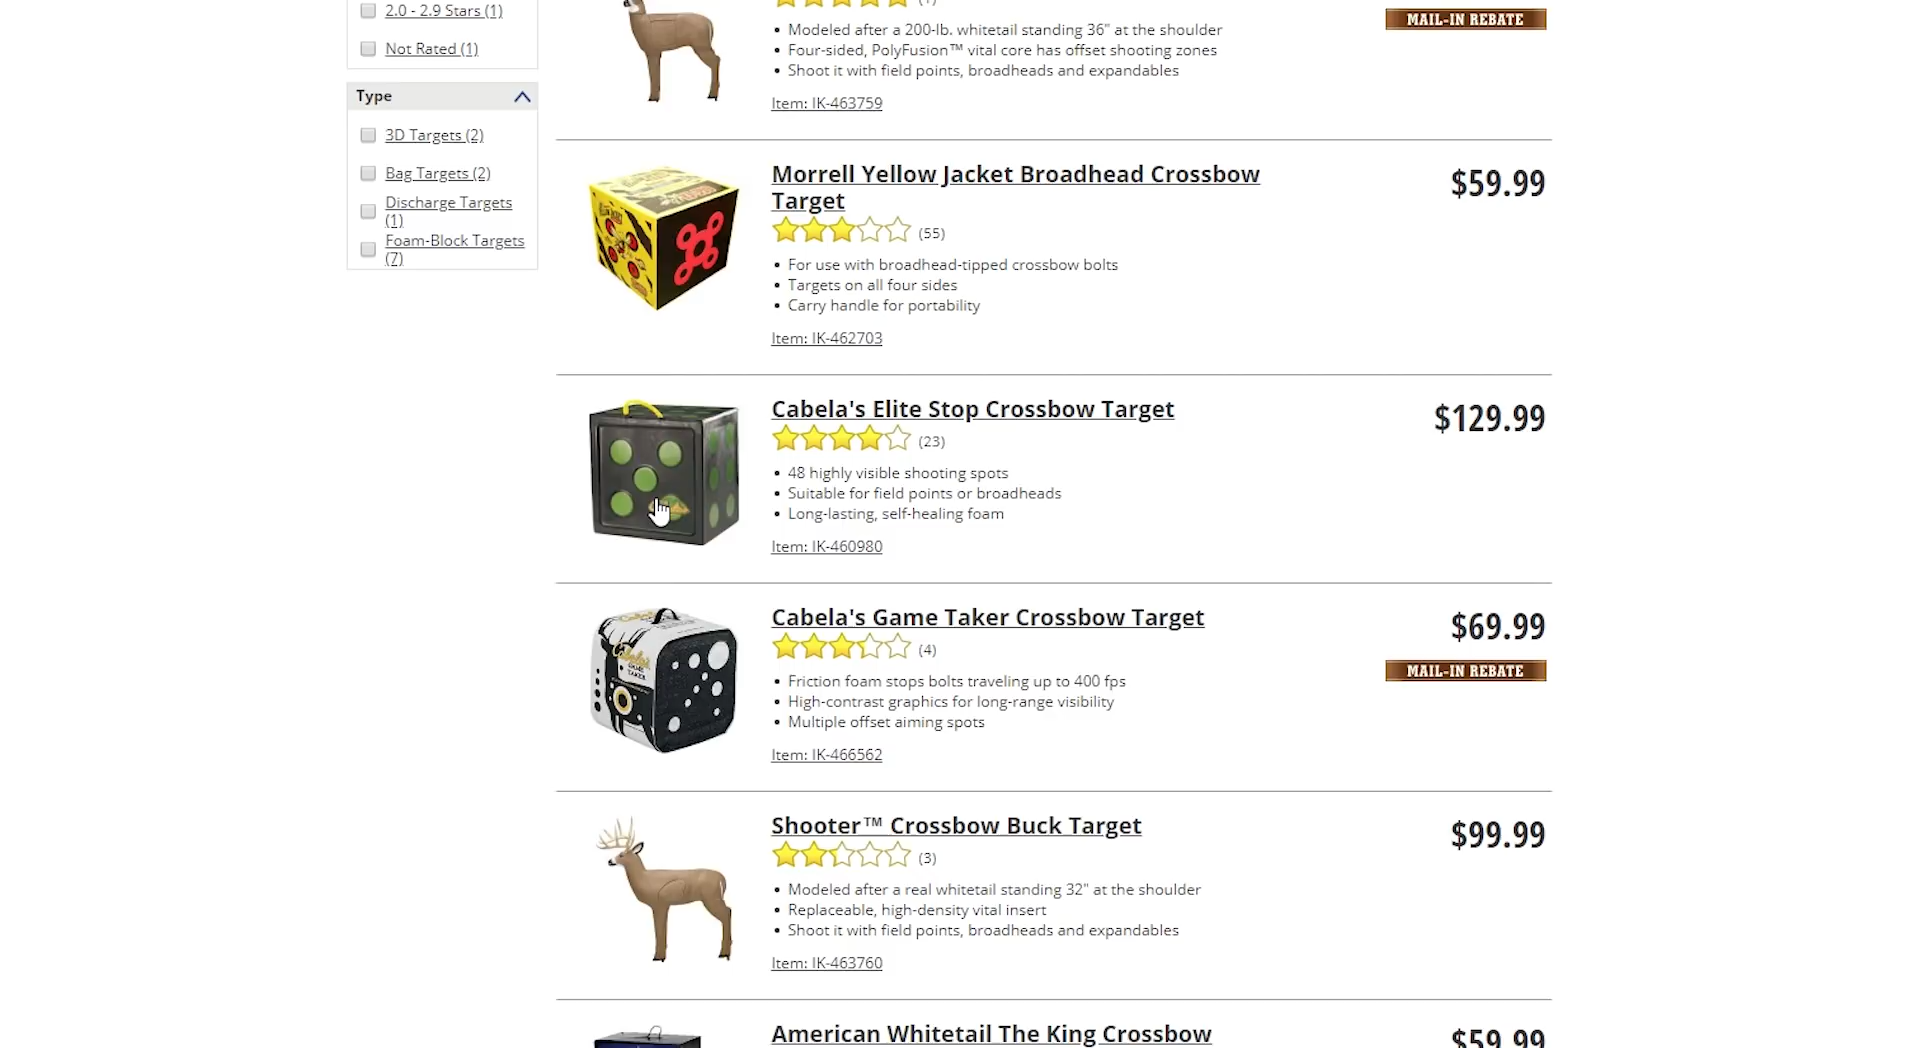 2.0 - 2.9 Stars (1)
Not Rated (1)
Type
3D Targets (2)
Bag Targets (2)
Discharge Targets
(1)
Foam-Block Targets
(7)
• Modeled after a 200-lb. whitetail standing 36" at the shoulder
• Four-sided, PolyFusion™ vital core has offset shooting zones
• Shoot it with field points, broadheads and expandables
Item: IK-463759
MAIL-IN REBATE
Morrell Yellow Jacket Broadhead Crossbow
Target
$59.99
(55)
• For use with broadhead-tipped crossbow bolts
• Targets on all four sides
• Carry handle for portability
Item: IK-462703
Cabela's Elite Stop Crossbow Target
$129.99
(23)
• 48 highly visible shooting spots
• Suitable for field points or broadheads
• Long-lasting, self-healing foam
Item: IK-460980
Cabela's Game Taker Crossbow Target
$69.99
(4)
MAIL-IN REBATE
• Friction foam stops bolts traveling up to 400 fps
• High-contrast graphics for long-range visibility
• Multiple offset aiming spots
Item: IK-466562
Cabela's
GAME
TAKER
Shooter™ Crossbow Buck Target
$99.99
(3)
• Modeled after a real whitetail standing 32" at the shoulder
• Replaceable, high-density vital insert
• Shoot it with field points, broadheads and expandables
Item: IK-463760
American Whitetail The King Crossbow
$59.99